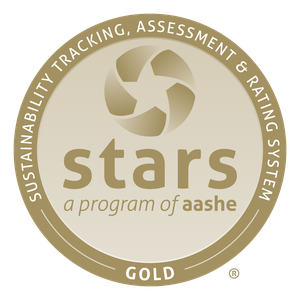 SUSTAINABILITY TRACKING, ASSESSMENT & RATING SYSTEM
stars
a program of aashe
GOLD
®